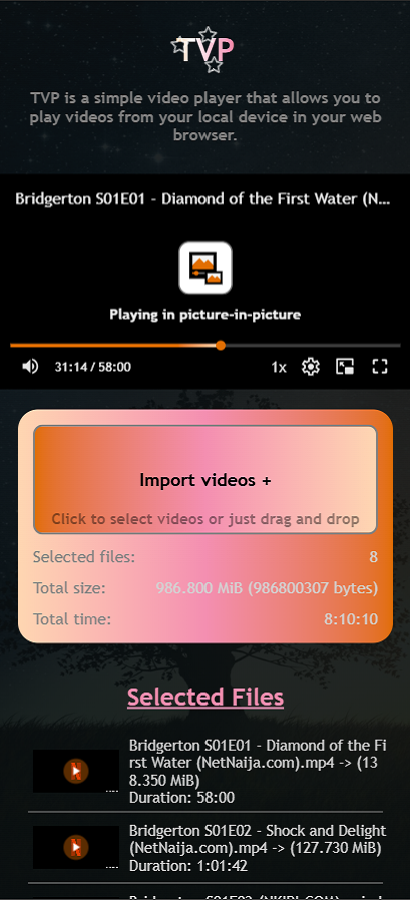 TVP
TVP is a simple video player that allows you to
play videos from your local device in your web
browser.
Bridgerton S01E01 - Diamond of the First Water (N...
Playing in picture-in-picture
31:14 / 58:00
1x
Import videos +
Click to select videos or just drag and drop
Selected files: 8
Total size: 986.800 MiB (986800307 bytes)
Total time: 8:10:10
Selected Files
Bridgerton S01E01 - Diamond of the Fi
rst Water (NetNaija.com).mp4 -> (13
8.350 MiB)
Duration: 58:00
Bridgerton S01E02 - Shock and Delight
(NetNaija.com).mp4 -> (127.730 MiB)
Duration: 1:01:42